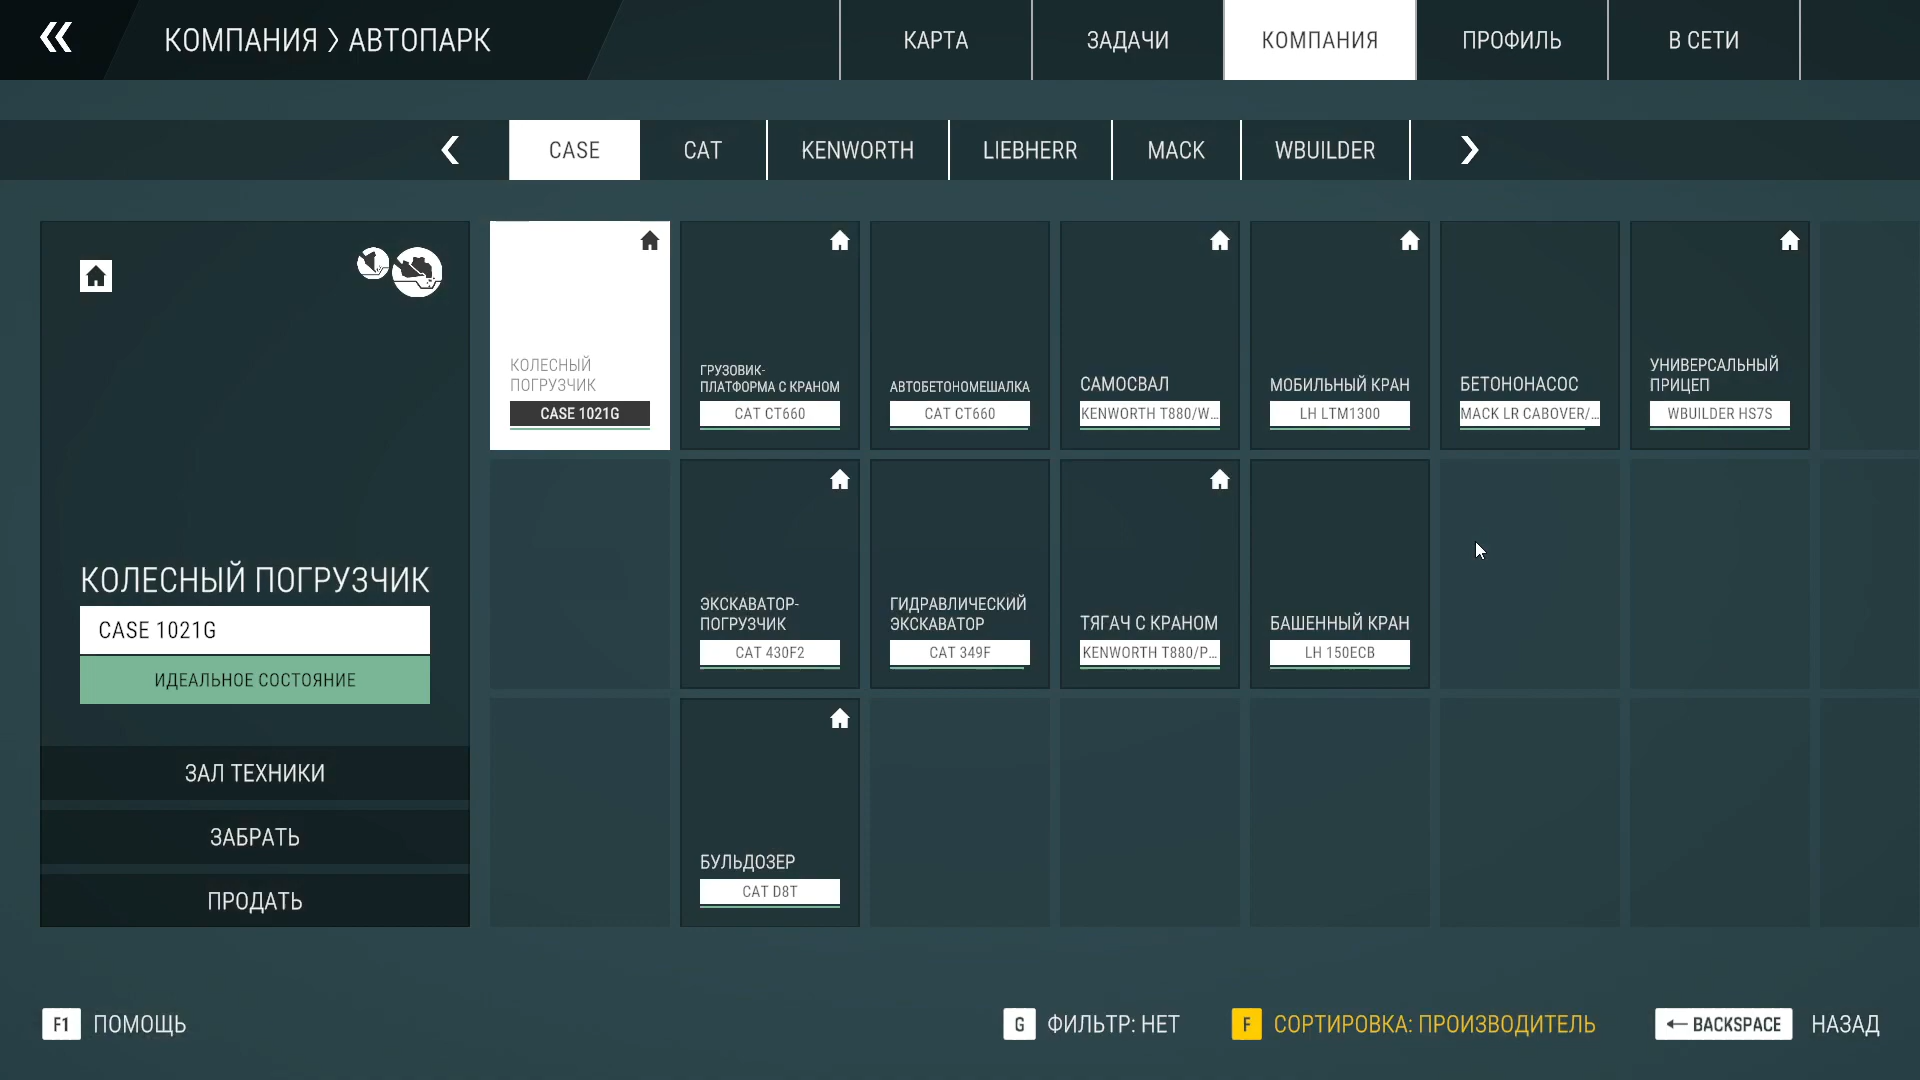 КОМПАНИЯ > АВТОПАРК
КАРТА
ЗАДАЧИ
КОМПАНИЯ
ПРОФИЛЬ
В СЕТИ
CASE
CAT
KENWORTH
LIEBHERR
MACK
WBUILDER
КОЛЕСНЫЙ ПОГРУЗЧИК
CASE 1021G
ИДЕАЛЬНОЕ СОСТОЯНИЕ
ЗАЛ ТЕХНИКИ
ЗАБРАТЬ
ПРОДАТЬ
КОЛЕСНЫЙ
ПОГРУЗЧИК
CASE 1021G
ГРУЗОВИК-
ПЛАТФОРМА С КРАНОМ
CAT CT660
АВТОБЕТОНОМЕШАЛКА
CAT CT660
САМОСВАЛ
KENWORTH T880/W...
МОБИЛЬНЫЙ КРАН
LH LTM1300
БЕТОНОНАСОС
MACK LR CABOVER/...
УНИВЕРСАЛЬНЫЙ
ПРИЦЕП
WBUILDER HS7S
ЭКСКАВАТОР-
ПОГРУЗЧИК
CAT 430F2
ГИДРАВЛИЧЕСКИЙ
ЭКСКАВАТОР
CAT 349F
ТЯГАЧ С КРАНОМ
KENWORTH T880/P...
БАШЕННЫЙ КРАН
LH 150ECB
БУЛЬДОЗЕР
CAT D8T
F1 ПОМОЩЬ
G ФИЛЬТР: НЕТ
F СОРТИРОВКА: ПРОИЗВОДИТЕЛЬ
← BACKSPACE НАЗАД